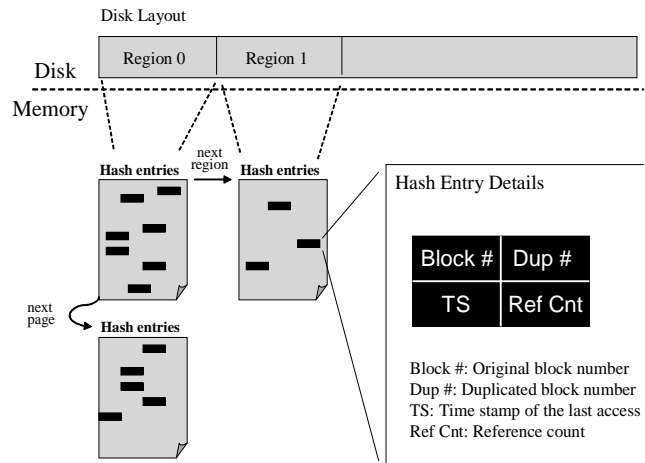 Disk Layout
Region 0
Region 1
Disk
Memory
Hash entries
next
region
Hash entries
next
page
Hash entries
Hash Entry Details
Block # Dup #
TS Ref Cnt
Block #: Original block number
Dup #: Duplicated block number
TS: Time stamp of the last access
Ref Cnt: Reference count